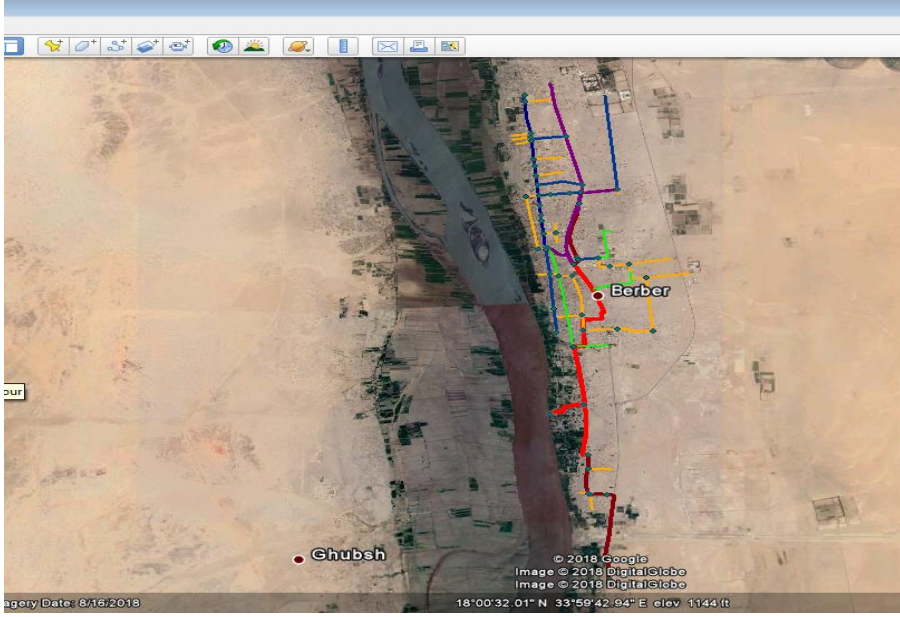 our
Berber
Ghubsh
© 2018 Google
Image © 2018 DigitalGlobe
Image © 2018 DigitalGlobe
agery Date: 8/16/2018
18°00'32.01" N 33°59'42.94" E elev 1144 ft